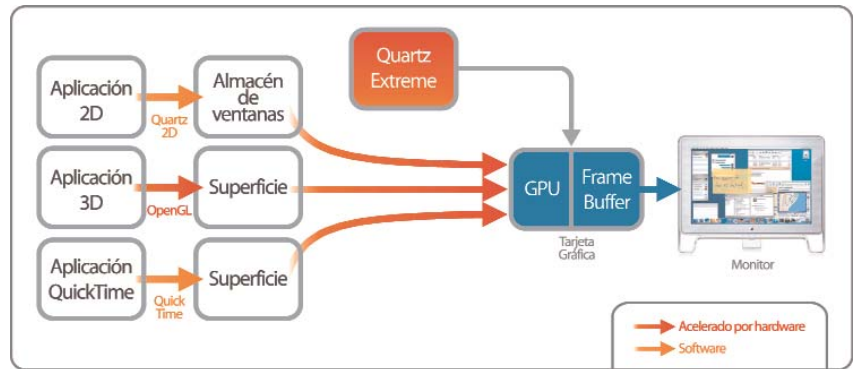 Aplicación
2D
Quartz
2D
Almacén
de
ventanas
Quartz
Extreme
Aplicación
3D
OpenGL
Superficie
GPU
Frame
Buffer
Tarjeta
Gráfica
Monitor
Aplicación
QuickTime
Quick
Time
Superficie
Acelerado por hardware
Software